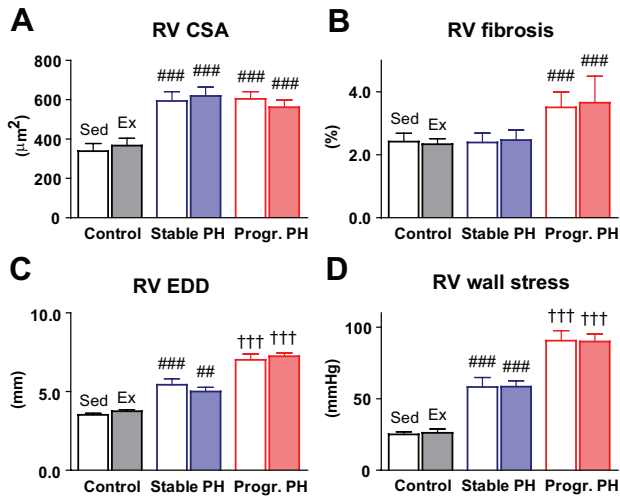 A
RV CSA
(μm²)
800
600
400
200
0
Sed
Ex
###
###
###
###
Control
Stable PH
Progr. PH
B
RV fibrosis
(%)
4.0
2.0
0.0
Sed
Ex
###
###
Control
Stable PH
Progr. PH
C
RV EDD
(mm)
10.0
5.0
0.0
Sed
Ex
###
##
†††
†††
Control
Stable PH
Progr. PH
D
RV wall stress
(mmHg)
100
50
0
Sed
Ex
###
###
†††
†††
Control
Stable PH
Progr. PH